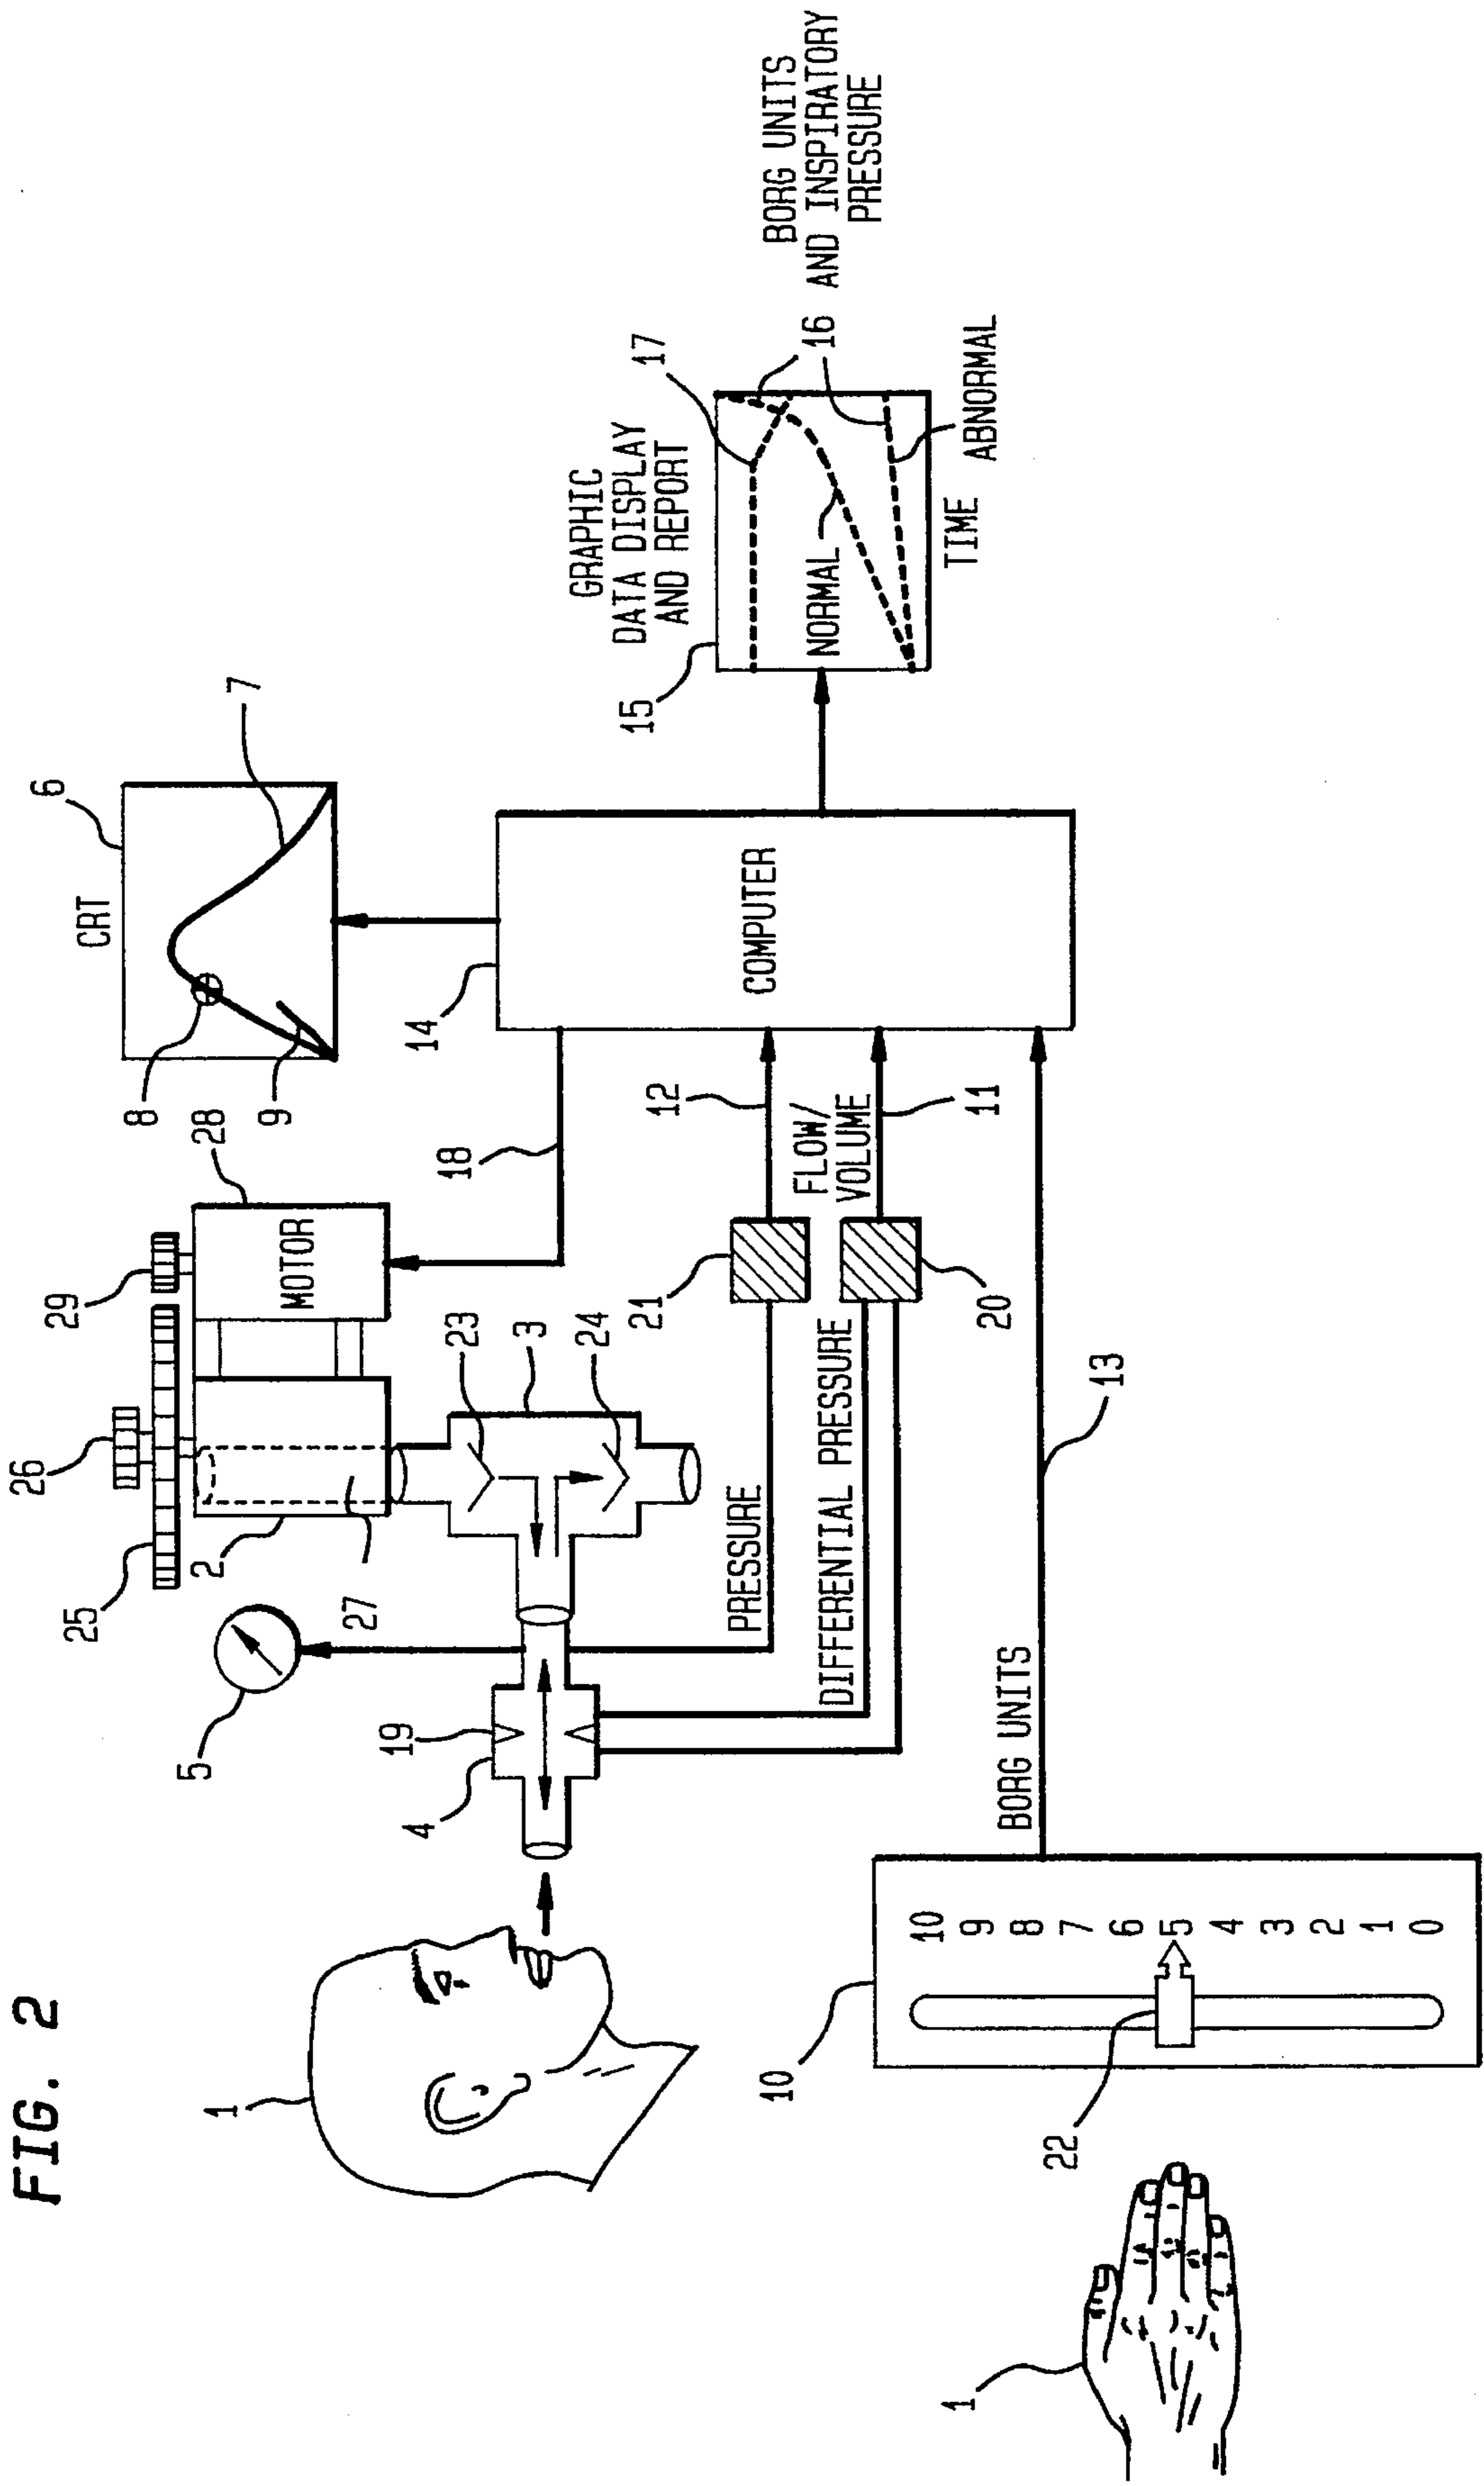 FIG. 2
26
29
25
28
MOTOR
2
27
5
8
9
CRT
6
7
18
14
COMPUTER
23
3
24
19
4
1
PRESSURE
21
12
FLOW/
VOLUME
11
20
DIFFERENTIAL PRESSURE
GRAPHIC
DATA DISPLAY
AND REPORT
15
17
16
NORMAL
ABNORMAL
TIME
BORG UNITS
AND INSPIRATORY
PRESSURE
BORG UNITS
13
10
22
10
9
8
7
6
5
4
3
2
1
0
1